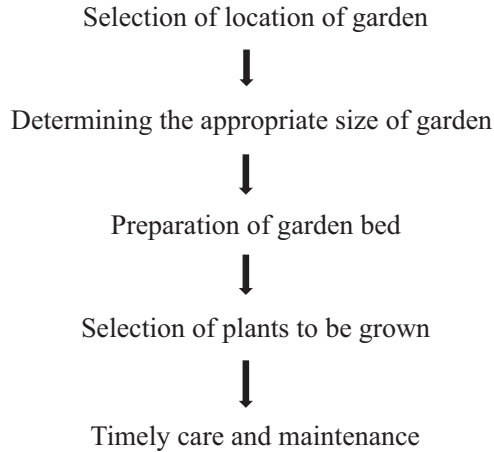 Selection of location of garden
Determining the appropriate size of garden
Preparation of garden bed
Selection of plants to be grown
Timely care and maintenance